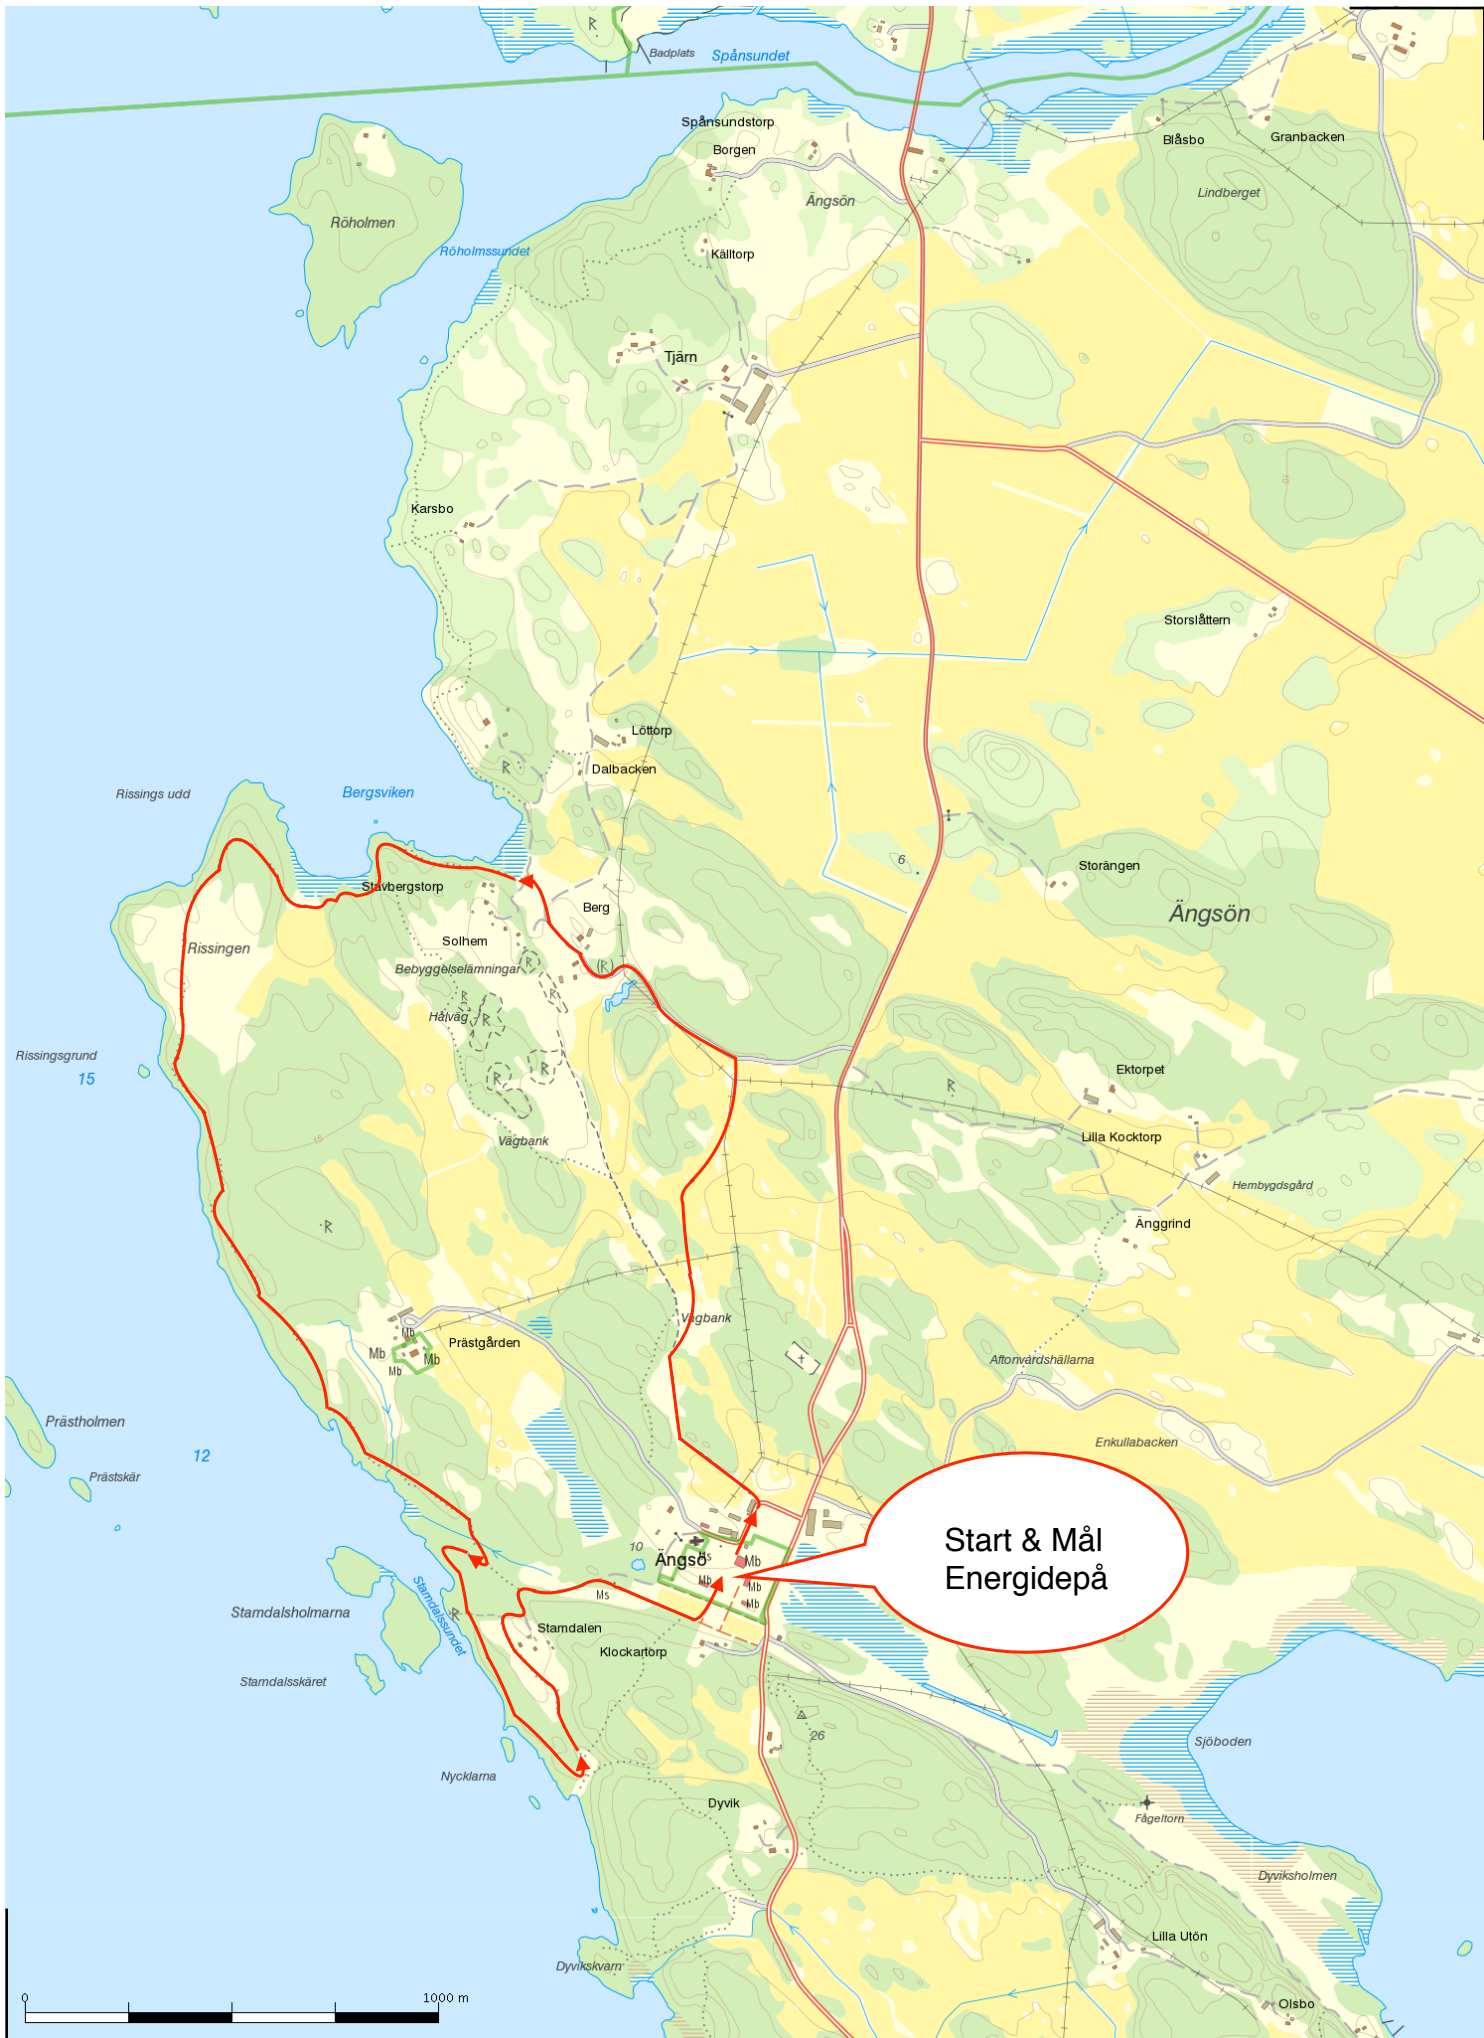 Badplats
Spånsundet
Spånsundstorp
Borgen
Blåsbo
Granbacken
Lindberget
Ängsön
Röholmen
Röholmssundet
Källtorp
Tjärn
Karsbo
Storslåttern
Löttorp
Dalbacken
Rissings udd
Bergsviken
6
Storängen
Stavbergstorp
Berg
Ängsön
Solhem
Rissingen
Bebyggelselämningar
Hålväg
Rissingsgrund
15
Ektorpet
Vägbank
Lilla Kocktorp
Hembygdsgård
Änggrind
Vägbank
Prästgården
Mb
Mb
Mb
Mb
Aftonvardshällarna
Prästholmen
Enkullabacken
12
Prästskär
Start & Mål
Energidepå
10
Ängsö
Ms
Mb
Mb
Mb
Mb
Ms
Stamdalsholmarna
Stamdalssundet
Stamdalen
Klockartorp
Stamdalsskäret
26
Sjöboden
Nycklarna
Dyvik
Fågeltorn
Dyviksholmen
Lilla Utön
Dyvikskvarn
0
1000 m
Olsbo